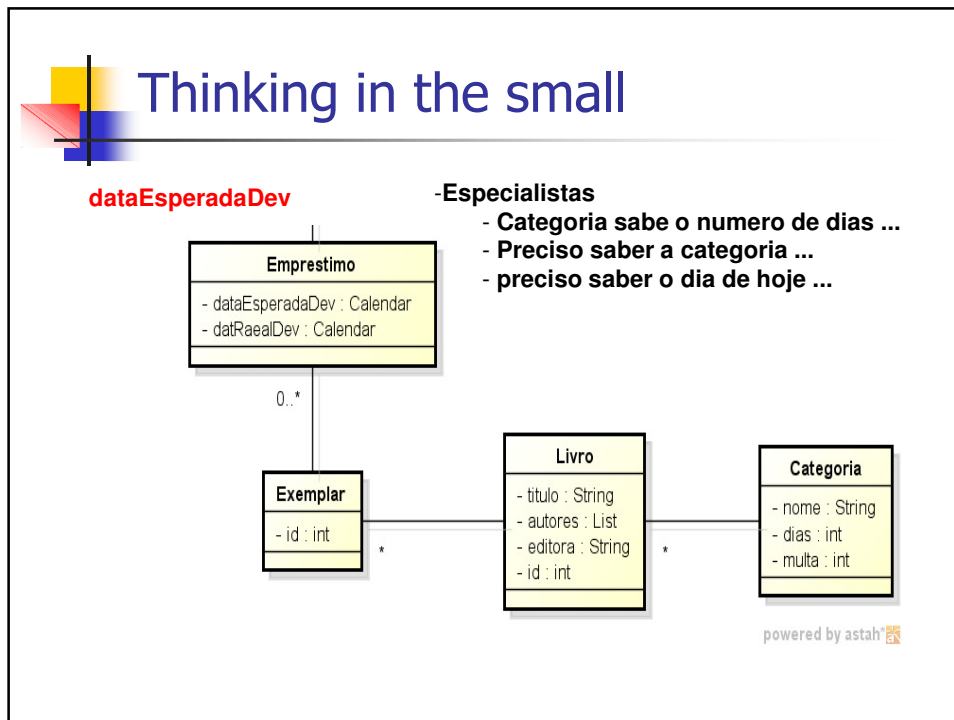 Thinking in the small
dataEsperadaDev
-Especialistas
- Categoria sabe o numero de dias ...
- Preciso saber a categoria ...
- preciso saber o dia de hoje ...
Emprestimo
- dataEsperadaDev : Calendar
- datRaealDev : Calendar
0..*
Exemplar
- id : int
*
Livro
- titulo : String
- autores : List
- editora : String
- id : int
*
Categoria
- nome : String
- dias : int
- multa : int
powered by astah*